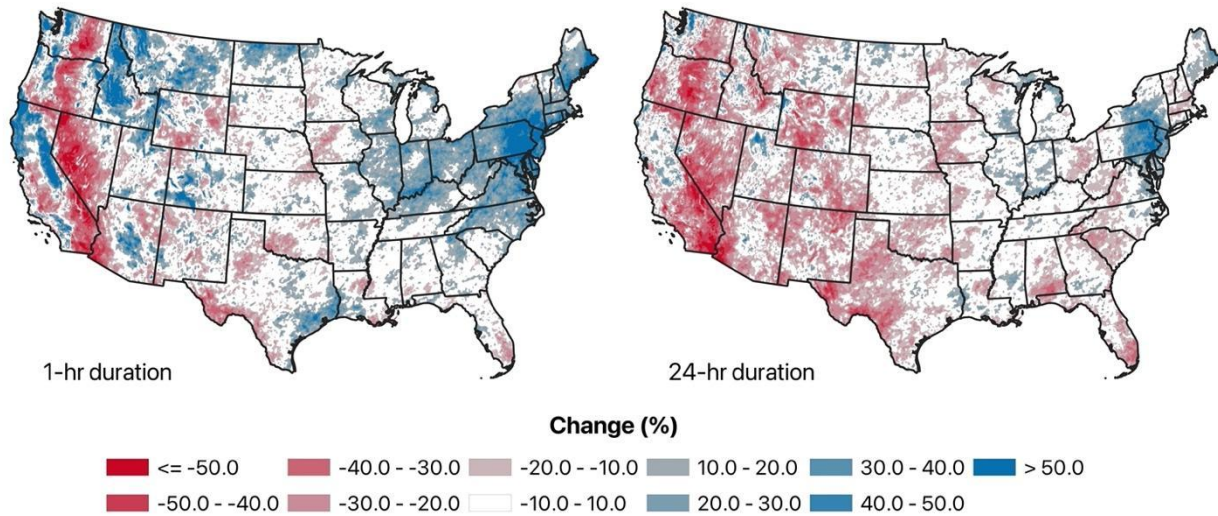 1-hr duration
24-hr duration
Change (%)
<= -50.0
-40.0 - -30.0
-20.0 - -10.0
10.0 - 20.0
30.0 - 40.0
> 50.0
-50.0 - -40.0
-30.0 - -20.0
-10.0 - 10.0
20.0 - 30.0
40.0 - 50.0